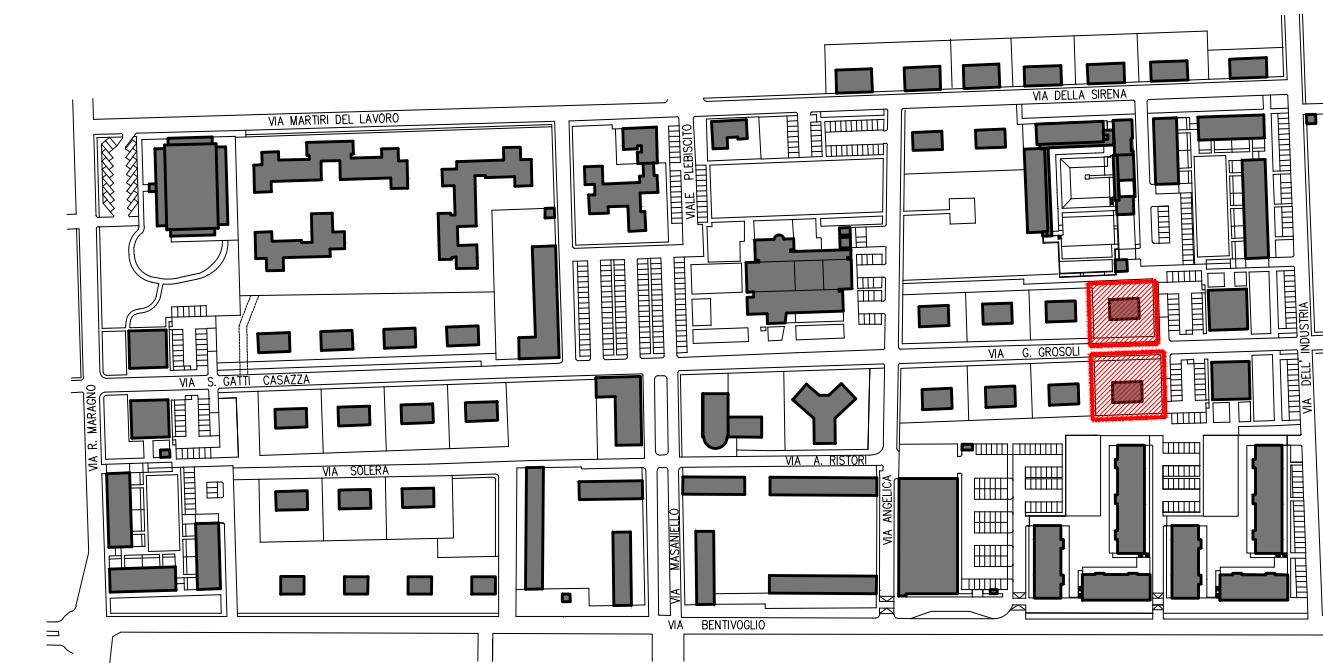 VIA DELLA SIRENA
VIA MARTIRI DEL LAVORO
VIALE PLEBISCITO
VIA DELL' INDUSTRIA
VIA G. GROSOLI
VIA S. GATTI CASAZZA
VIA R. MARAGNO
VIA A. RISTORI
VIA SOLERA
VIA ANGELICA
VIA MASANIELLO
VIA BENTIVOGLIO